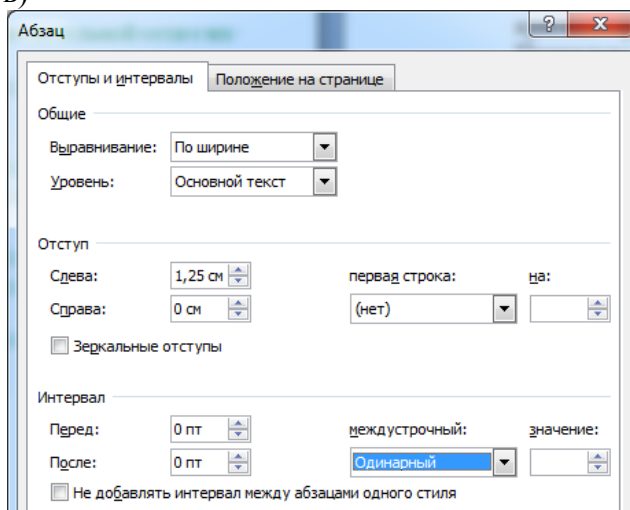 В)
Абзац
Отступы и интервалы Положение на странице
Общие
Выравнивание: По ширине
Уровень: Основной текст
Отступ
Слева: 1,25 см первая строка: на:
Справа: 0 см (нет)
Зеркальные отступы
Интервал
Перед: 0 пт междустрочный: значение:
После: 0 пт Одинарный
Не добавлять интервал между абзацами одного стиля